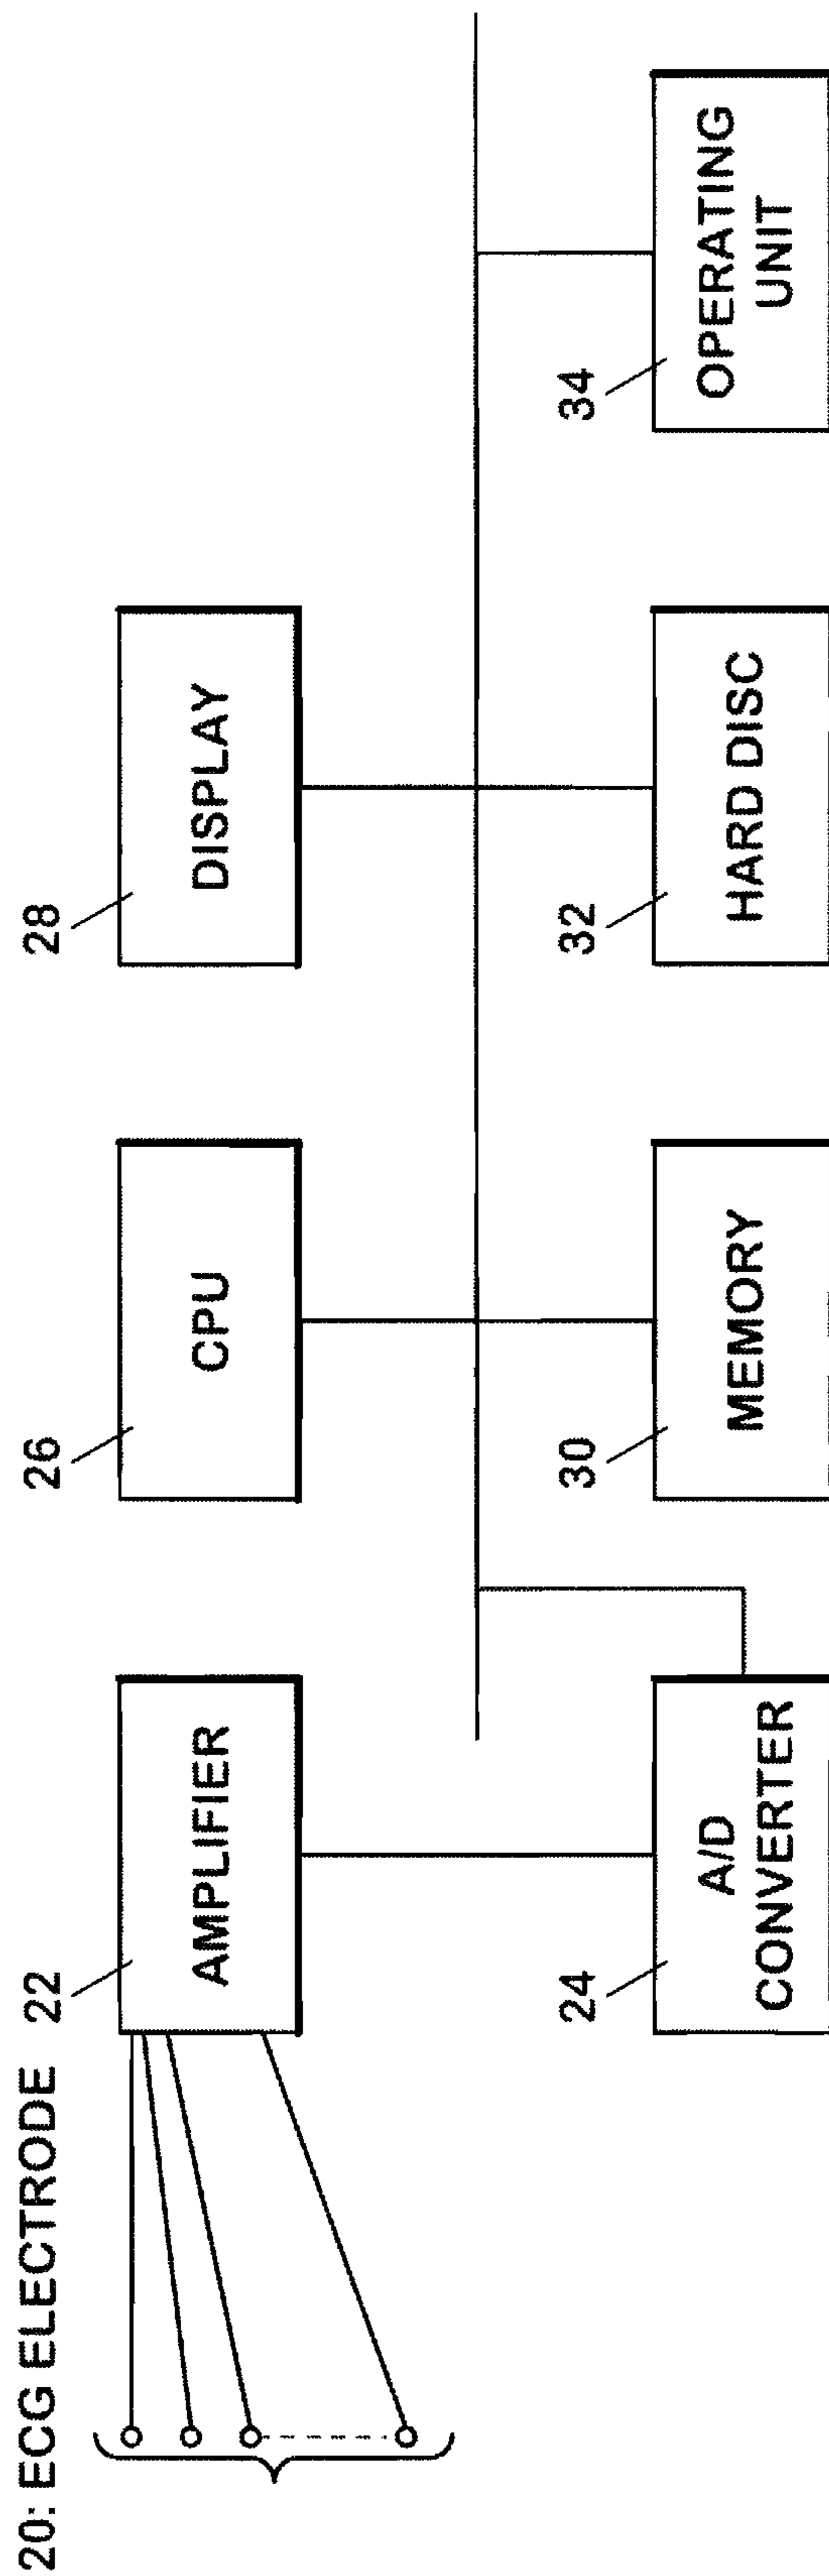 20: ECG ELECTRODE
22
AMPLIFIER
26
CPU
28
DISPLAY
24
A/D
CONVERTER
30
MEMORY
32
HARD DISC
34
OPERATING
UNIT